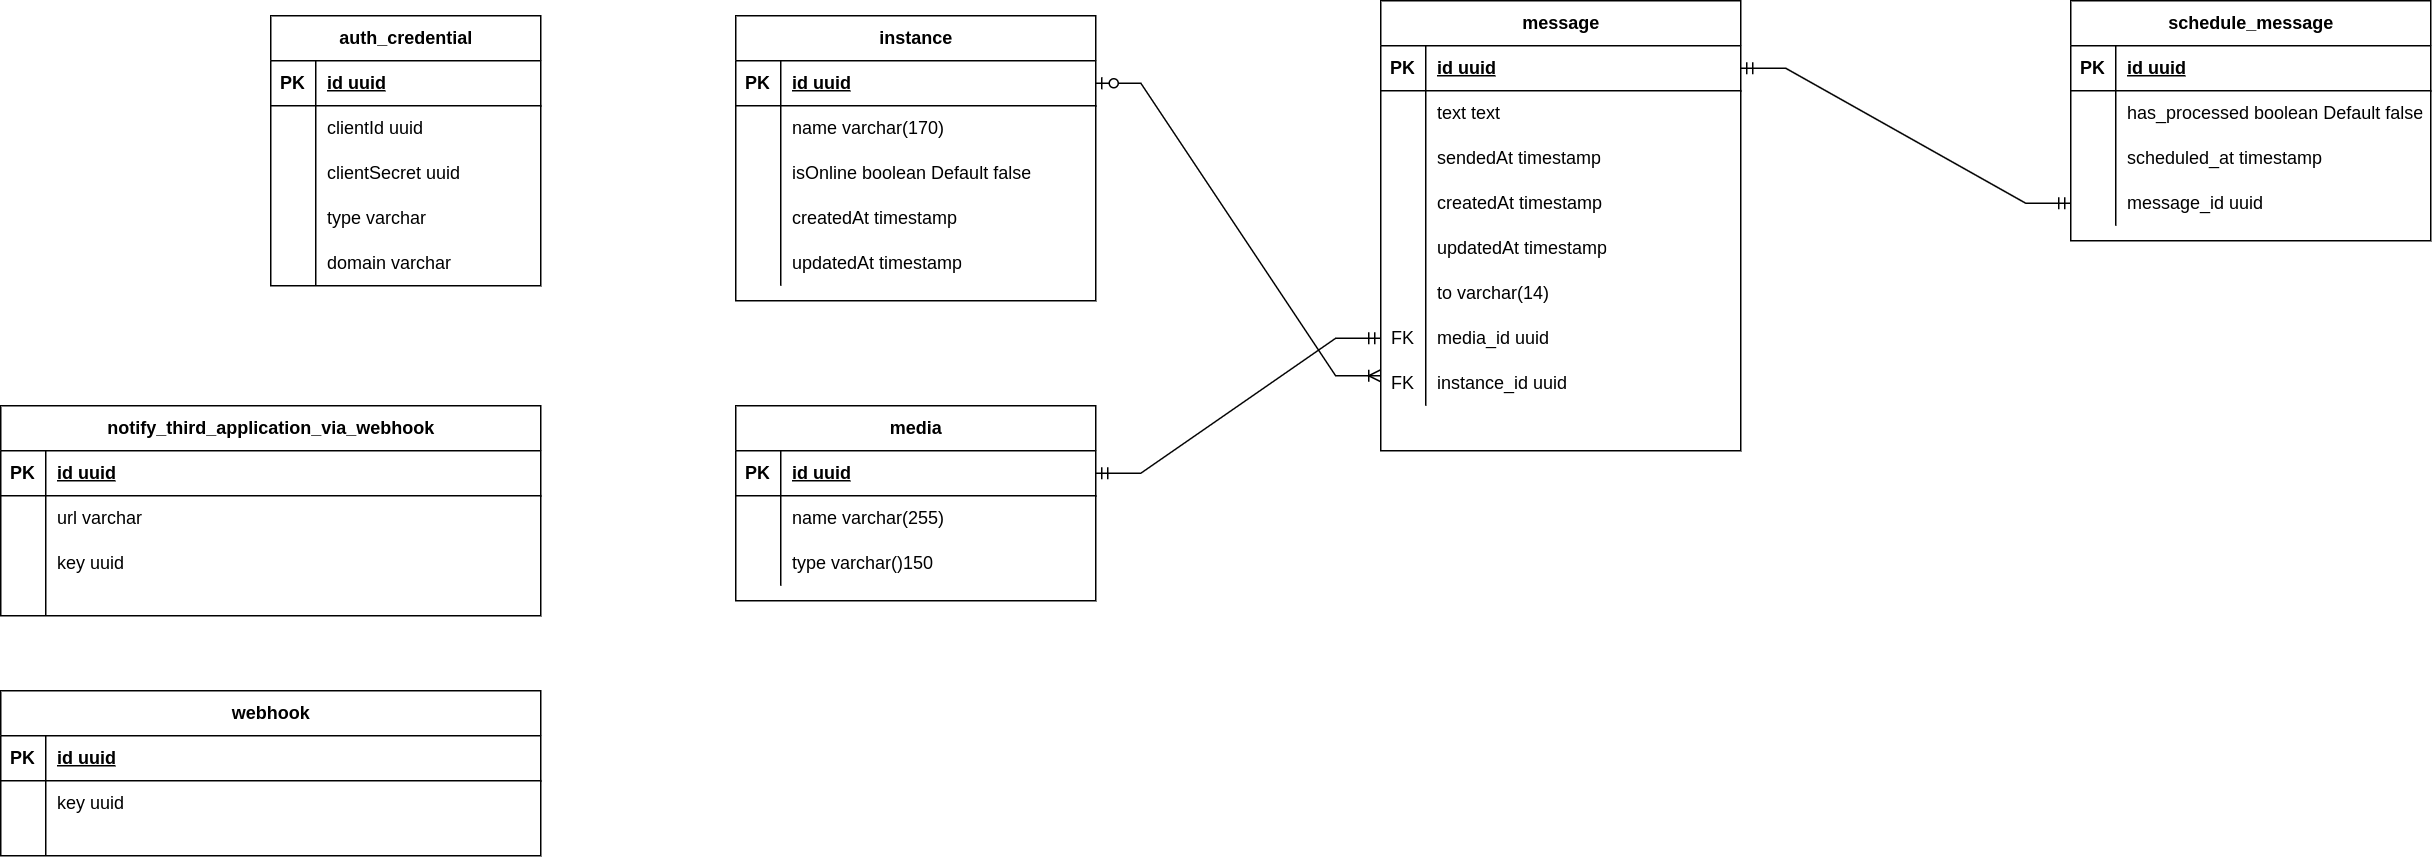 auth_credential
PK id uuid
clientId uuid
clientSecret uuid
type varchar
domain varchar
instance
PK id uuid
name varchar(170)
isOnline boolean Default false
createdAt timestamp
updatedAt timestamp
message
PK id uuid
text text
sendedAt timestamp
createdAt timestamp
updatedAt timestamp
to varchar(14)
FK media_id uuid
FK instance_id uuid
schedule_message
PK id uuid
has_processed boolean Default false
scheduled_at timestamp
message_id uuid
notify_third_application_via_webhook
PK id uuid
url varchar
key uuid
media
PK id uuid
name varchar(255)
type varchar()150
webhook
PK id uuid
key uuid